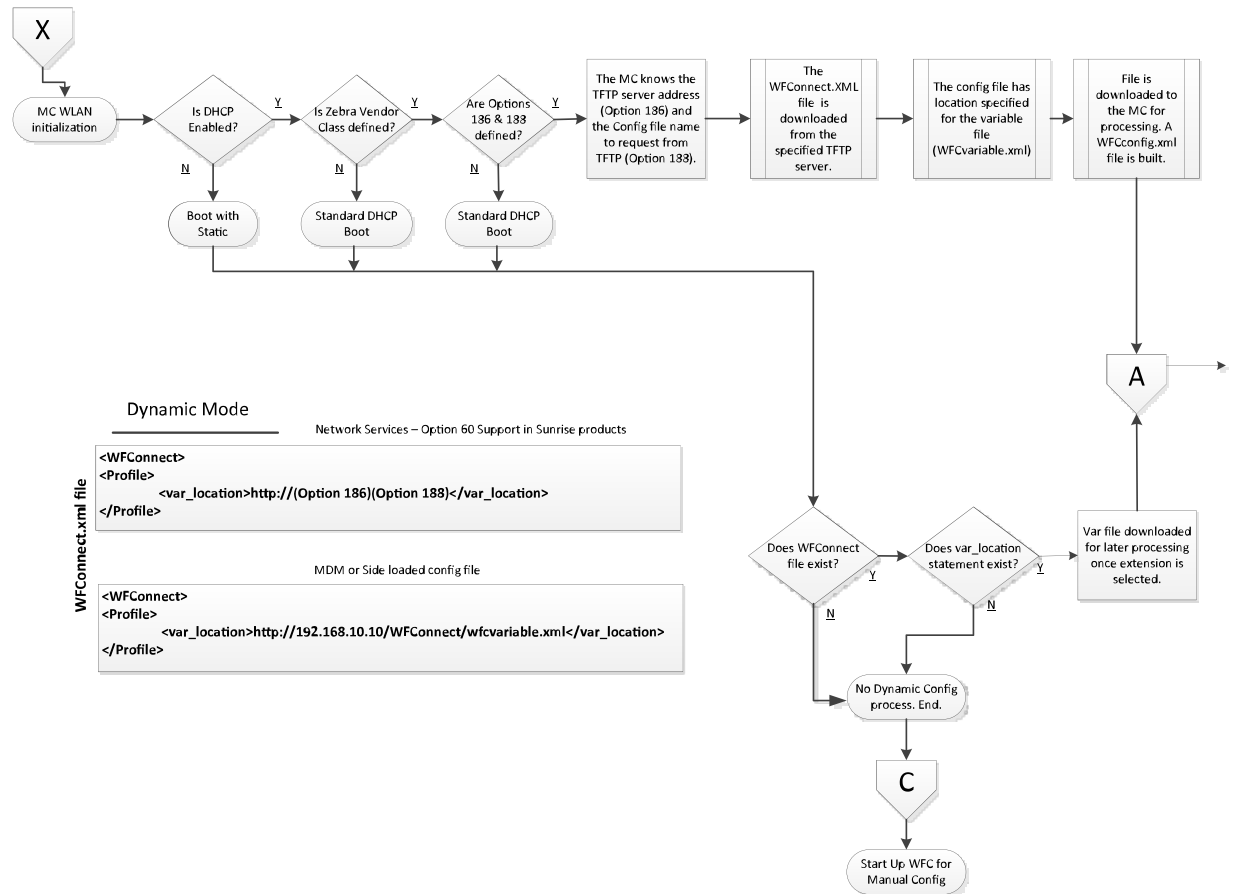 X
MC WLAN
initialization
Is DHCP
Enabled?
Y
N
Is Zebra Vendor
Class defined?
Y
N
Are Options
186 & 188
defined?
Y
N
The MC knows the
TFTP server address
(Option 186) and
the Config file name
to request from
TFTP (Option 188).
The
WFConnect.XML
file is
downloaded
from the
specified TFTP
server.
The config file has
location specified
for the variable
file
(WFCvariable.xml)
File is
downloaded to
the MC for
processing. A
WFCconfig.xml
file is built.
Boot with
Static
Standard DHCP
Boot
Standard DHCP
Boot
A
Dynamic Mode
Network Services – Option 60 Support in Sunrise products
WFConnect.xml file
<WFConnect>
<Profile>
<var_location>http://(Option 186)(Option 188)</var_location>
</Profile>
MDM or Side loaded config file
<WFConnect>
<Profile>
<var_location>http://192.168.10.10/WFConnect/wfcvariable.xml</var_location>
</Profile>
Does WFConnect
file exist?
Y
N
Does var_location
statement exist?
Y
N
Var file downloaded
for later processing
once extension is
selected.
No Dynamic Config
process. End.
C
Start Up WFC for
Manual Config